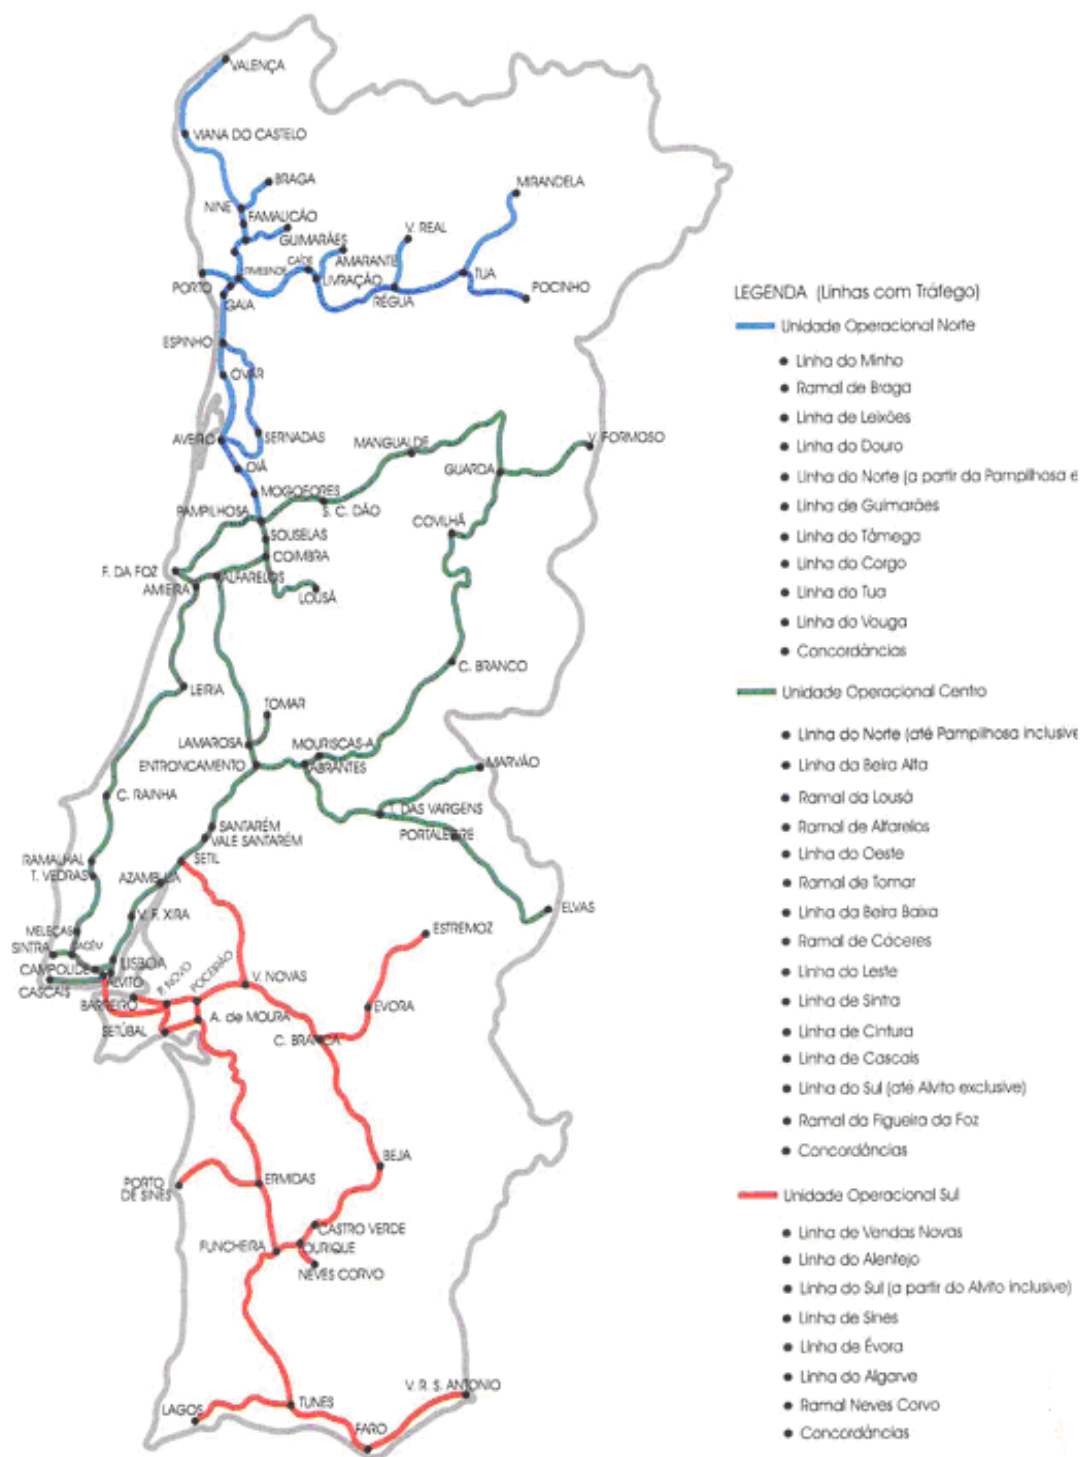 VALENÇA
VIANA DO CASTELO
BRAGA
MIRANDELA
NINE
FAMALICÃO
V. REAL
GUIMARÃES
CAÍDE
AMARANTE
PORTO
ERMESINDE
LIVRAÇÃO
TUA
GAIA
RÉGUA
POCINHO
ESPINHO
OVAR
AVEIRO
SERNADAS
MANGUALDE
V. FORMOSO
OIÃ
GUARDA
MOGOFORES
S. C. DÃO
PAMPILHOSA
COVILHÃ
SOUSELAS
COIMBRA
F. DA FOZ
ALFARELOS
AMIEIRA
LOUSÃ
C. BRANCO
LEIRIA
TOMAR
LAMAROSA
MOURISCAS-A
ENTRONCAMENTO
ABRANTES
MARVÃO
C. RAINHA
T. DAS VARGENS
SANTARÉM
PORTALEGRE
VALE SANTARÉM
RAMALHAL
SETIL
T. VEDRAS
AZAMBUJA
ELVAS
V. F. XIRA
MELEÇAS
ESTREMOZ
SINTRA
CACÉM
LISBOA
CAMPOLIDE
ALVITO
P. NOVO
POCEIRÃO
V. NOVAS
CASCAIS
BARREIRO
ÉVORA
SETÚBAL
A. de MOURA
C. BRANCA
BEJA
PORTO
DE SINES
ERMIDAS
CASTRO VERDE
FUNCHEIRA
OURIQUE
NEVES CORVO
V. R. S. ANTONIO
LAGOS
TUNES
FARO
LEGENDA (Linhas com Tráfego)
Unidade Operacional Norte
• Linha do Minho
• Ramal de Braga
• Linha de Leixões
• Linha do Douro
• Linha do Norte (a partir da Pampilhosa e
• Linha de Guimarães
• Linha do Tâmega
• Linha do Corgo
• Linha do Tua
• Linha do Vouga
• Concordâncias
Unidade Operacional Centro
• Linha do Norte (até Pampilhosa inclusive
• Linha da Beira Alta
• Ramal da Lousã
• Ramal de Alfarelos
• Linha do Oeste
• Ramal de Tomar
• Linha da Beira Baixa
• Ramal de Cáceres
• Linha do Leste
• Linha de Sintra
• Linha de Cintura
• Linha de Cascais
• Linha do Sul (até Alvito exclusive)
• Ramal da Figueira da Foz
• Concordâncias
Unidade Operacional Sul
• Linha de Vendas Novas
• Linha do Alentejo
• Linha do Sul (a partir do Alvito inclusive)
• Linha de Sines
• Linha de Évora
• Linha do Algarve
• Ramal Neves Corvo
• Concordâncias